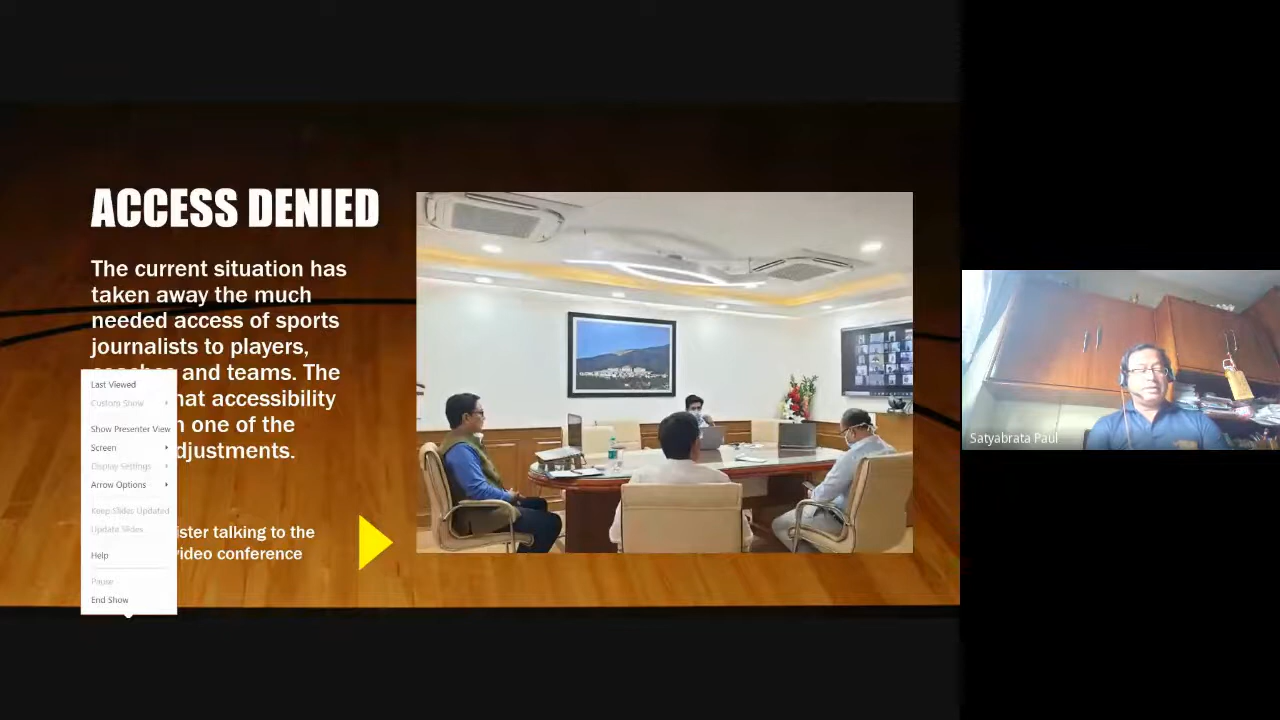 ACCESS DENIED
The current situation has
taken away the much
needed access of sports
journalists to players,
and teams. The
accessibility
one of the
ister talking to the
video conference
Last Viewed
Custom Show
Show Presenter View
Screen
Display Settings
Arrow Options
Keep Slides Updated
Update Slides
Help
Pause
End Show
Satyabrata Paul